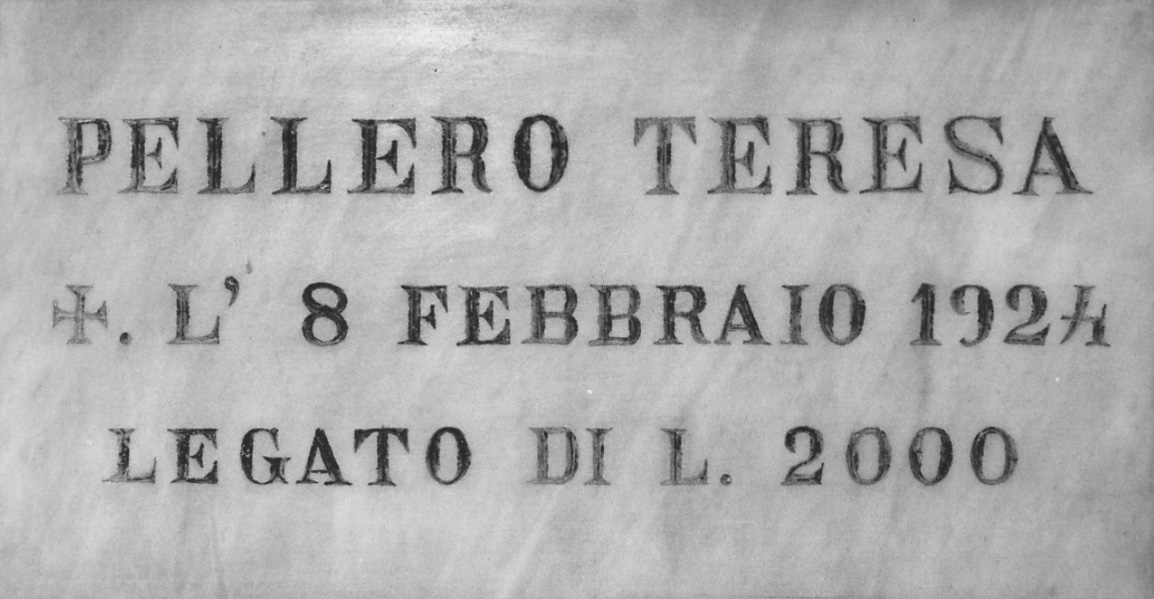 PELLERO TERESA
✠. L' 8 FEBBRAIO 1924
LEGATO DI L. 2000